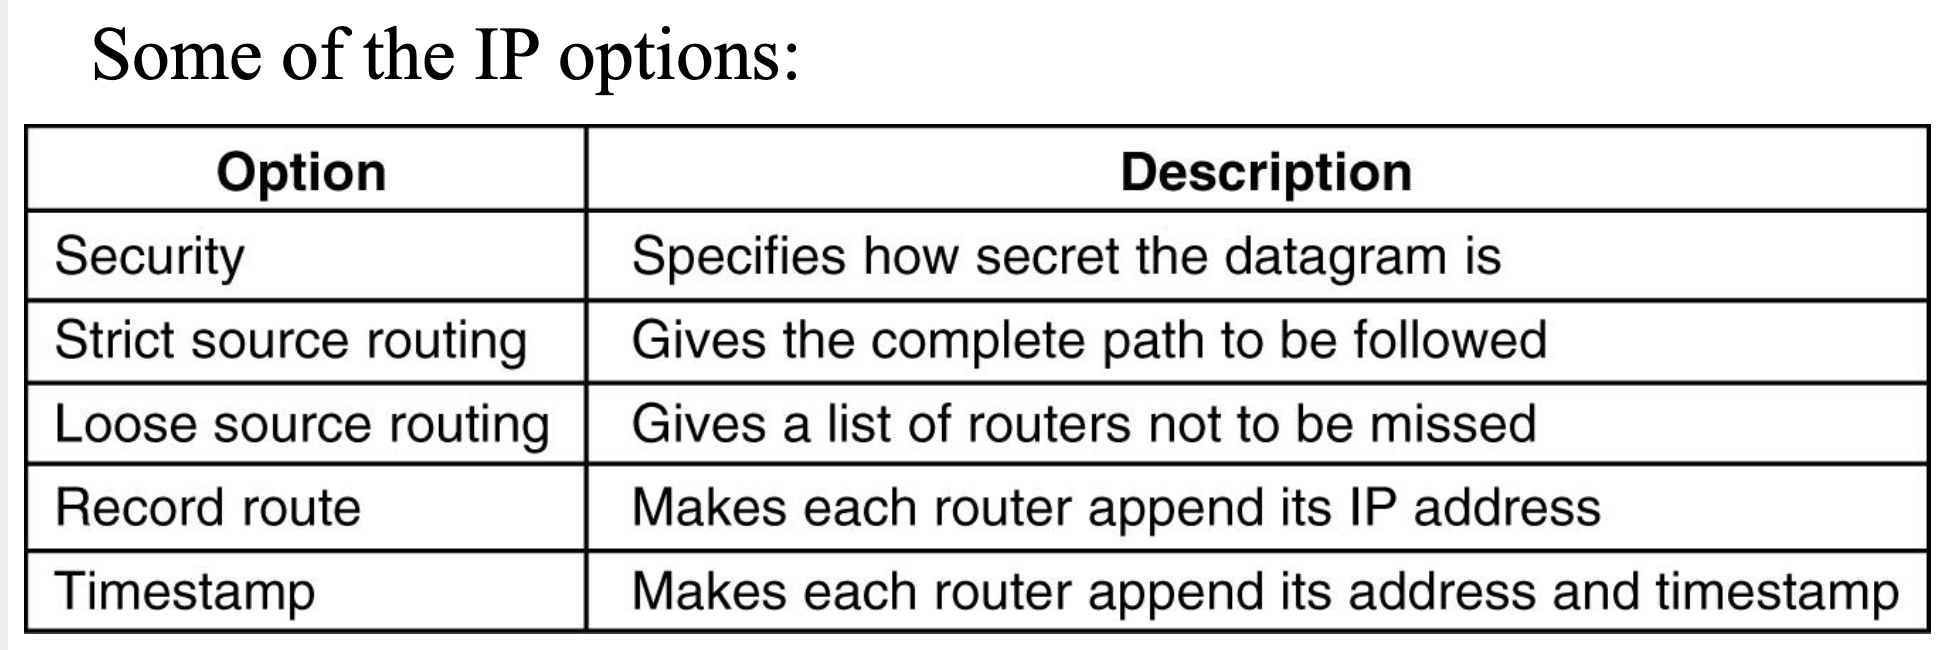 Some of the IP options:
Option Description
Security Specifies how secret the datagram is
Strict source routing Gives the complete path to be followed
Loose source routing Gives a list of routers not to be missed
Record route Makes each router append its IP address
Timestamp Makes each router append its address and timestamp